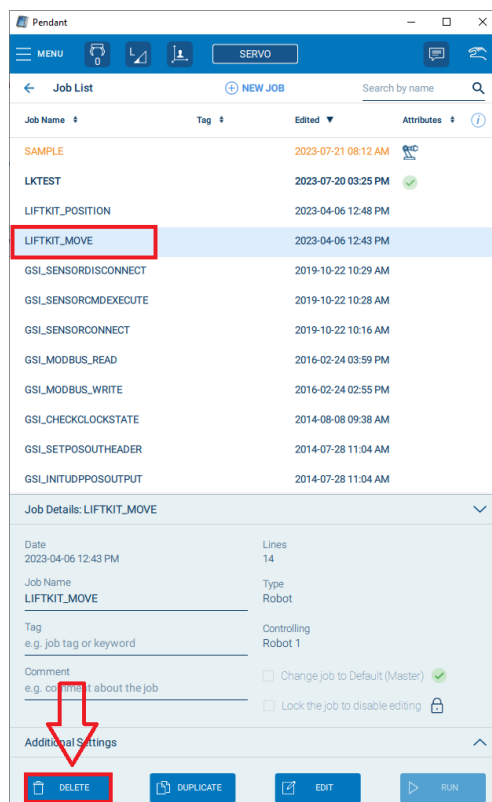 Pendant
MENU
0
SERVO
Job List
NEW JOB
Search by name
Job Name Tag Edited Attributes
SAMPLE 2023-07-21 08:12 AM
LKTEST 2023-07-20 03:25 PM
LIFTKIT_POSITION 2023-04-06 12:48 PM
LIFTKIT_MOVE 2023-04-06 12:43 PM
GSI_SENSORDISCONNECT 2019-10-22 10:29 AM
GSI_SENSORCMDEXECUTE 2019-10-22 10:28 AM
GSI_SENSORCONNECT 2019-10-22 10:16 AM
GSI_MODBUS_READ 2016-02-24 03:59 PM
GSI_MODBUS_WRITE 2016-02-24 02:55 PM
GSI_CHECKCLOCKSTATE 2014-08-08 09:38 AM
GSI_SETPOSOUTHEADER 2014-07-28 11:04 AM
GSI_INITUDPPOSOUTPUT 2014-07-28 11:04 AM
Job Details: LIFTKIT_MOVE
Date
2023-04-06 12:43 PM
Lines
14
Job Name
LIFTKIT_MOVE
Type
Robot
Tag
e.g. job tag or keyword
Controlling
Robot 1
Comment
e.g. comment about the job
Change job to Default (Master)
Lock the job to disable editing
Additional Settings
DELETE
DUPLICATE
EDIT
RUN